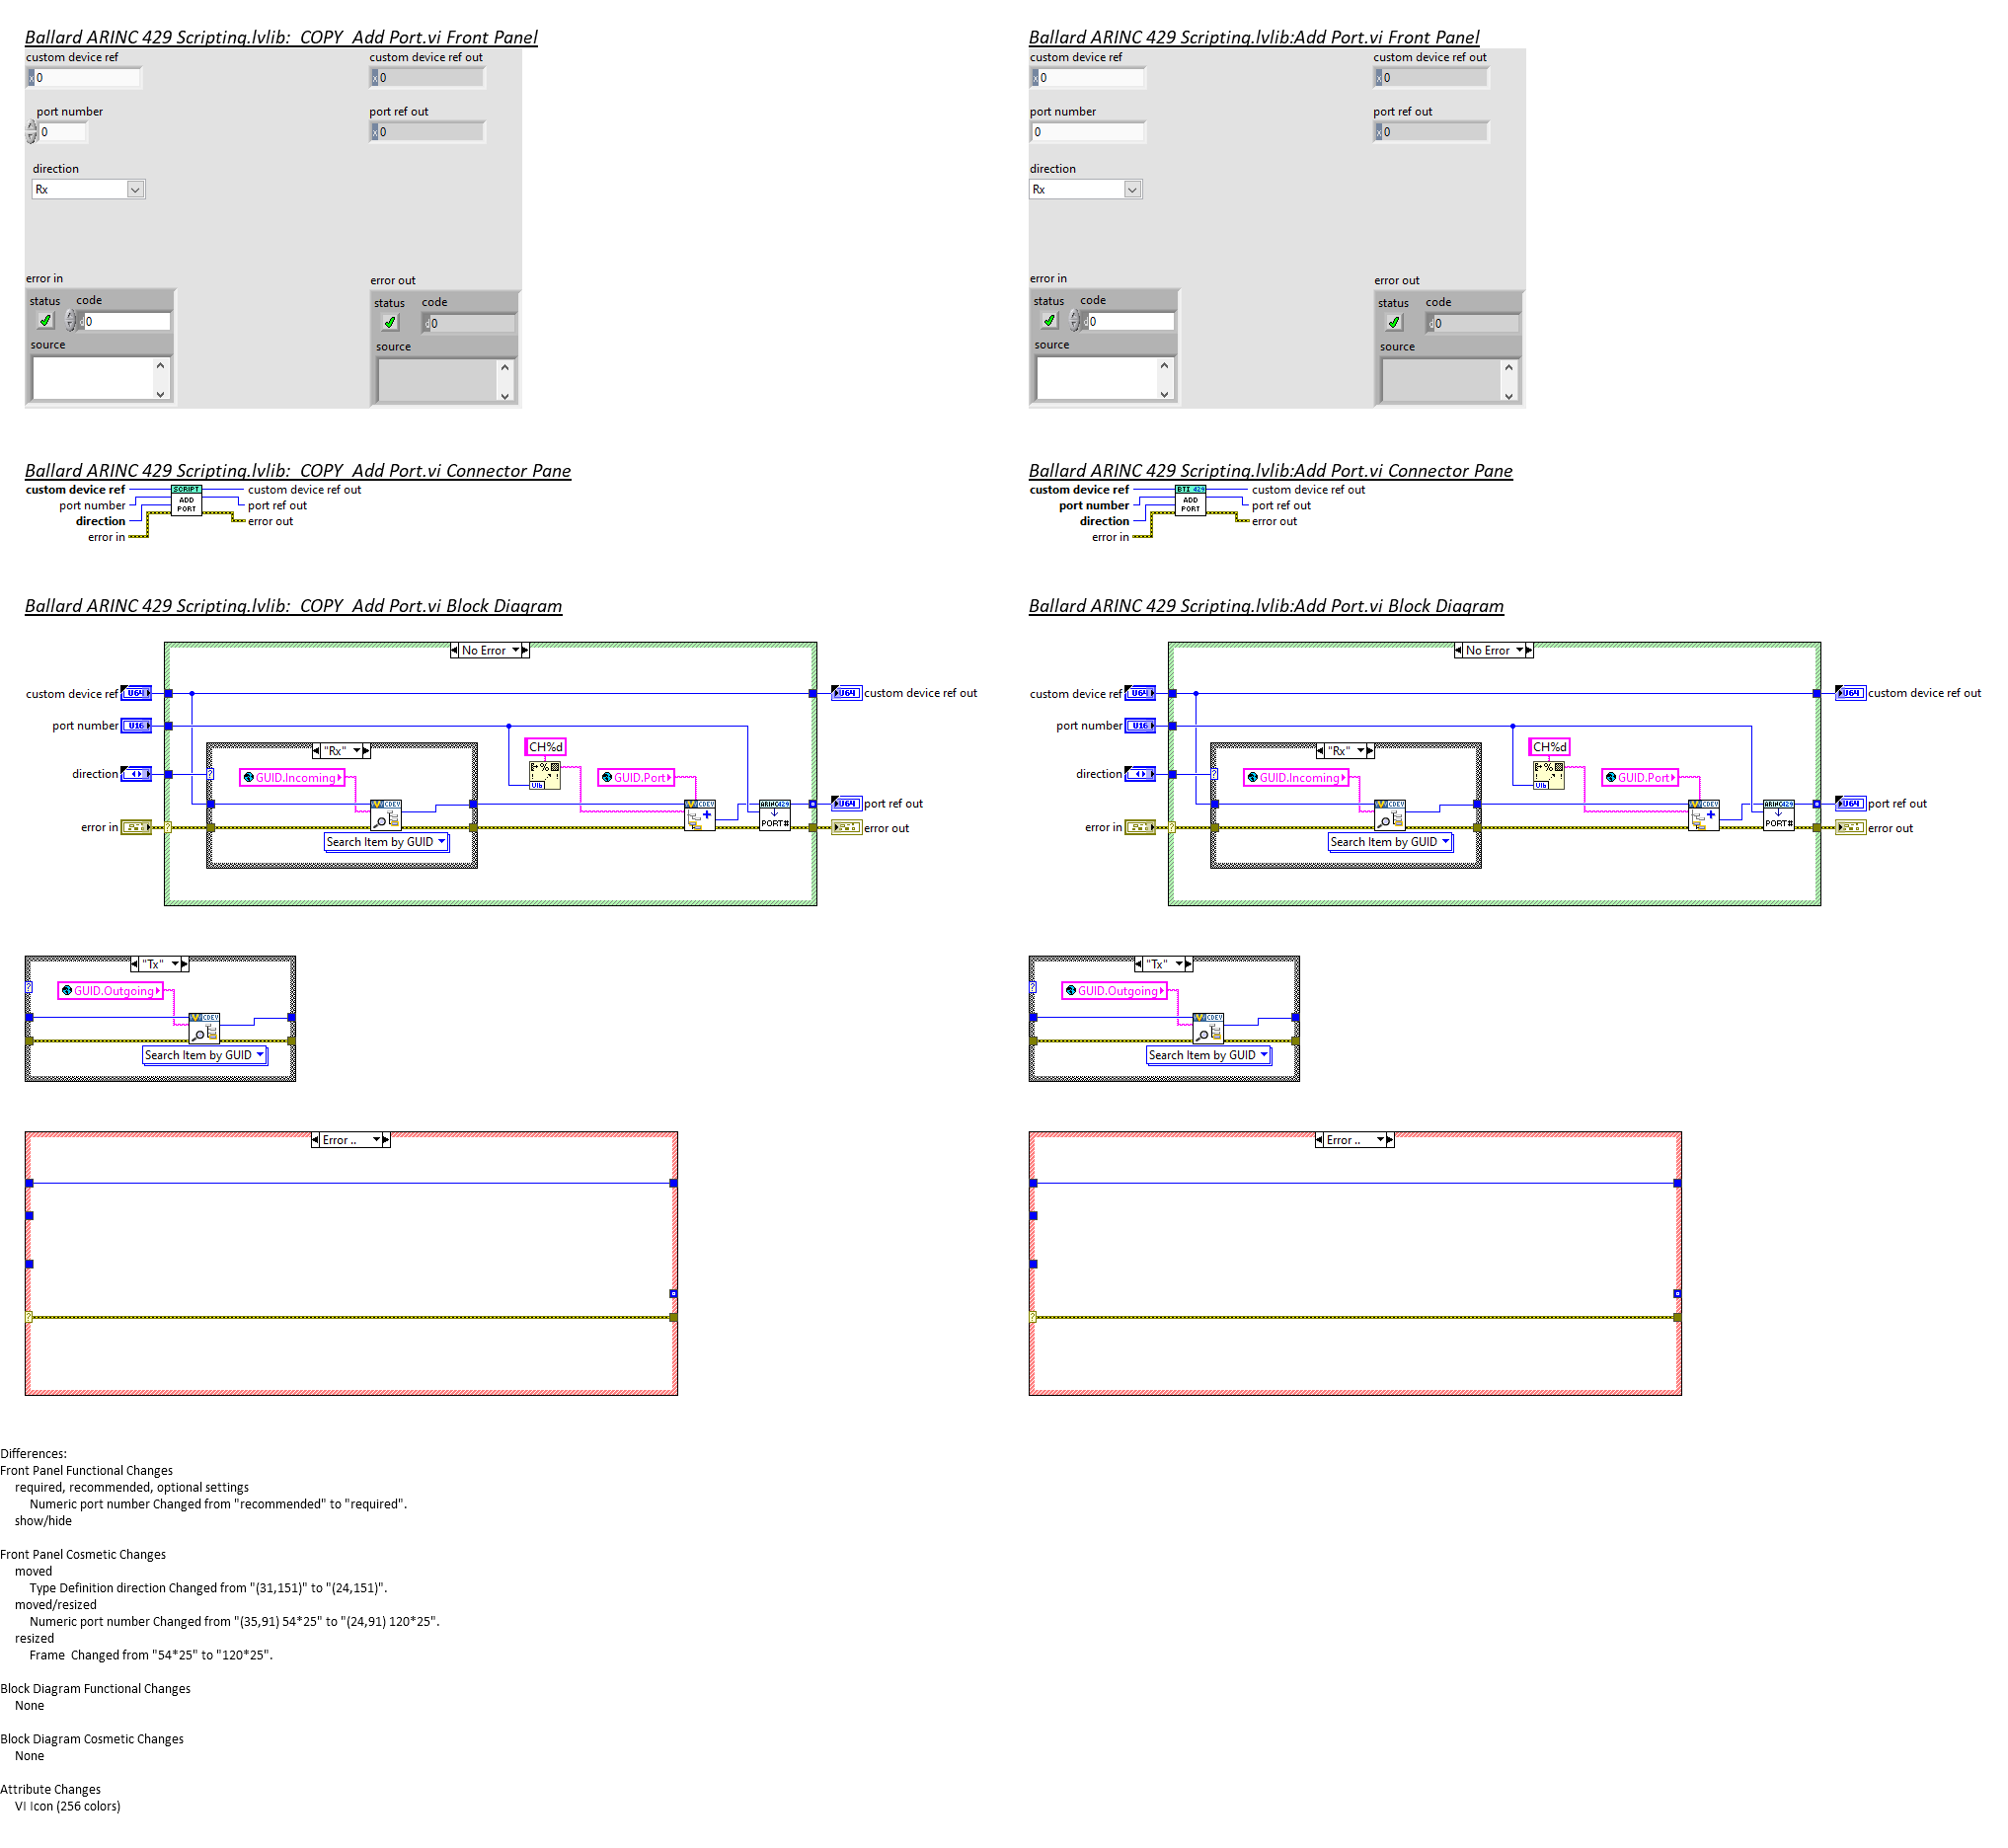 Ballard ARINC 429 Scripting.lvlib:  COPY  Add Port.vi Front Panel
custom device ref
x 0
custom device ref out
x 0
port number
0
port ref out
x 0
direction
Rx
error in
status
code
d 0
source
error out
status
code
d 0
source
Ballard ARINC 429 Scripting.lvlib:Add Port.vi Front Panel
custom device ref
x 0
custom device ref out
x 0
port number
0
port ref out
x 0
direction
Rx
error in
status
code
d 0
source
error out
status
code
d 0
source
Ballard ARINC 429 Scripting.lvlib:  COPY  Add Port.vi Connector Pane
custom device ref
port number
direction
error in
SCRIPT
ADD
PORT
custom device ref out
port ref out
error out
Ballard ARINC 429 Scripting.lvlib:Add Port.vi Connector Pane
custom device ref
port number
direction
error in
BTI 429
ADD
PORT
custom device ref out
port ref out
error out
Ballard ARINC 429 Scripting.lvlib:  COPY  Add Port.vi Block Diagram
No Error
custom device ref
U64
U64
custom device ref out
port number
U16
"Rx"
CH%d
direction
GUID.Incoming
GUID.Port
?
CDEV
CDEV
ARINC429
PORT#
U64
port ref out
error in
?
error out
Search Item by GUID
"Tx"
?
GUID.Outgoing
CDEV
Search Item by GUID
Error ..
?
Ballard ARINC 429 Scripting.lvlib:Add Port.vi Block Diagram
No Error
custom device ref
U64
U64
custom device ref out
port number
U16
"Rx"
CH%d
direction
GUID.Incoming
GUID.Port
?
CDEV
CDEV
ARINC429
PORT#
U64
port ref out
error in
?
error out
Search Item by GUID
"Tx"
?
GUID.Outgoing
CDEV
Search Item by GUID
Error ..
?
Differences:
Front Panel Functional Changes
required, recommended, optional settings
Numeric port number Changed from "recommended" to "required".
show/hide
Front Panel Cosmetic Changes
moved
Type Definition direction Changed from "(31,151)" to "(24,151)".
moved/resized
Numeric port number Changed from "(35,91) 54*25" to "(24,91) 120*25".
resized
Frame  Changed from "54*25" to "120*25".
Block Diagram Functional Changes
None
Block Diagram Cosmetic Changes
None
Attribute Changes
VI Icon (256 colors)